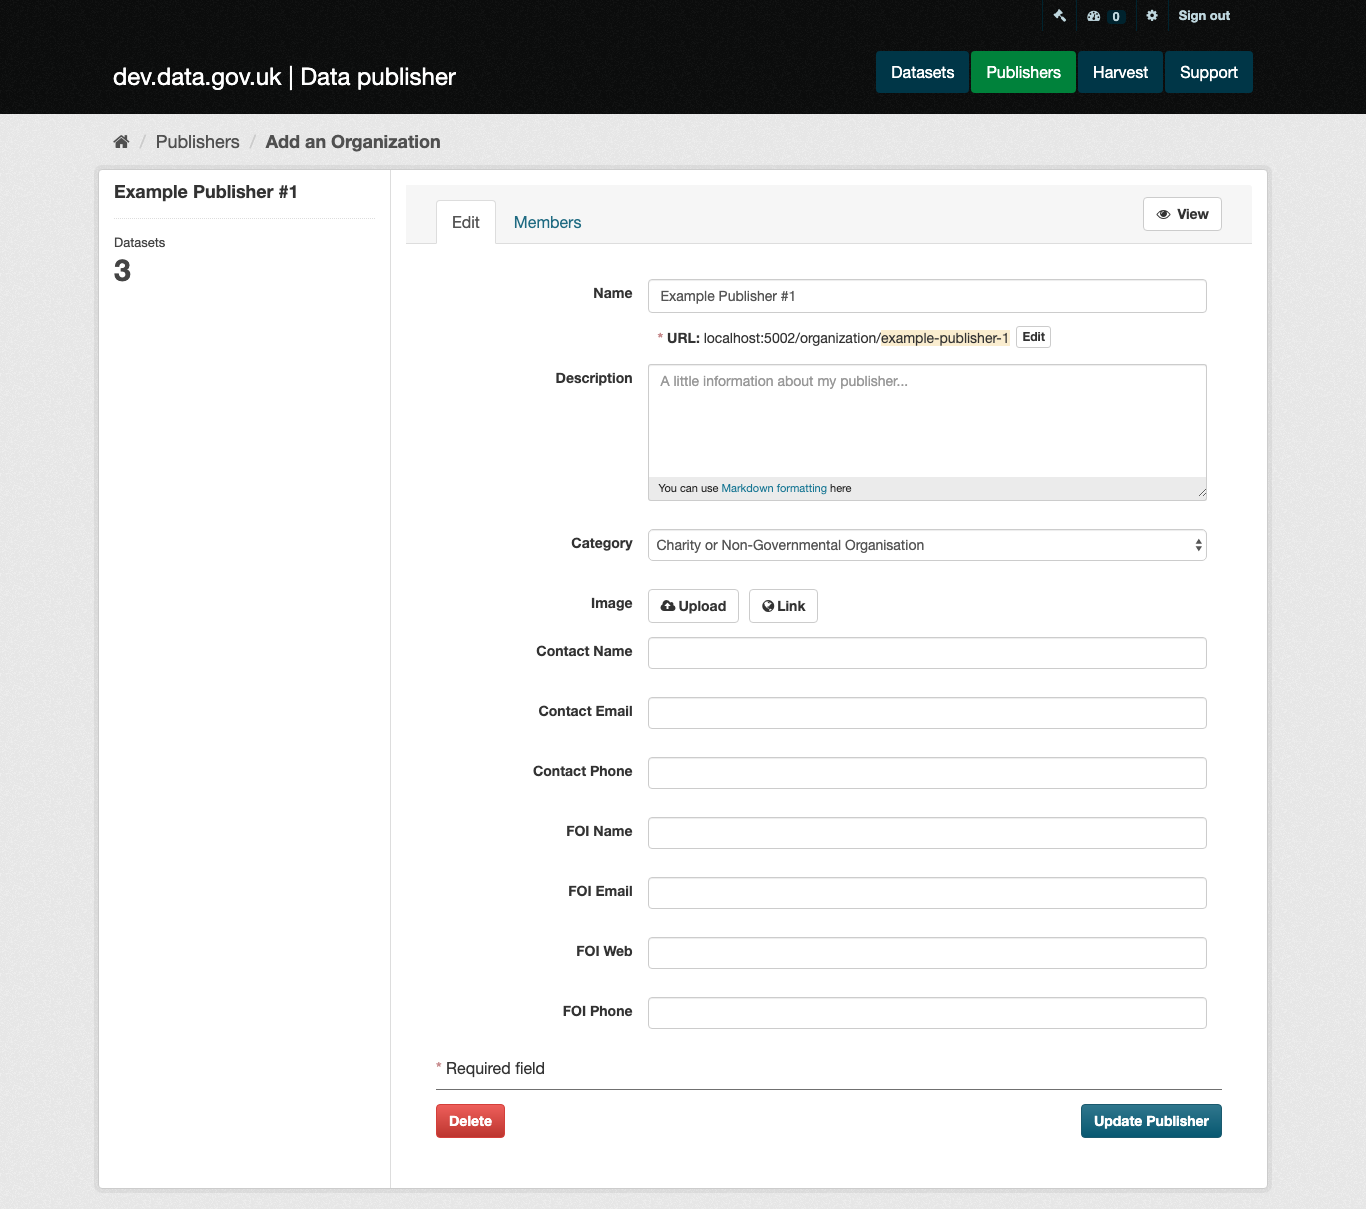 0 Sign out
dev.data.gov.uk | Data publisher
Datasets Publishers Harvest Support
/ Publishers / Add an Organization
Example Publisher #1
Datasets
3
Edit Members View
Name Example Publisher #1
* URL: localhost:5002/organization/example-publisher-1 Edit
Description A little information about my publisher...
You can use Markdown formatting here
Category Charity or Non-Governmental Organisation
Image Upload Link
Contact Name
Contact Email
Contact Phone
FOI Name
FOI Email
FOI Web
FOI Phone
* Required field
Delete Update Publisher